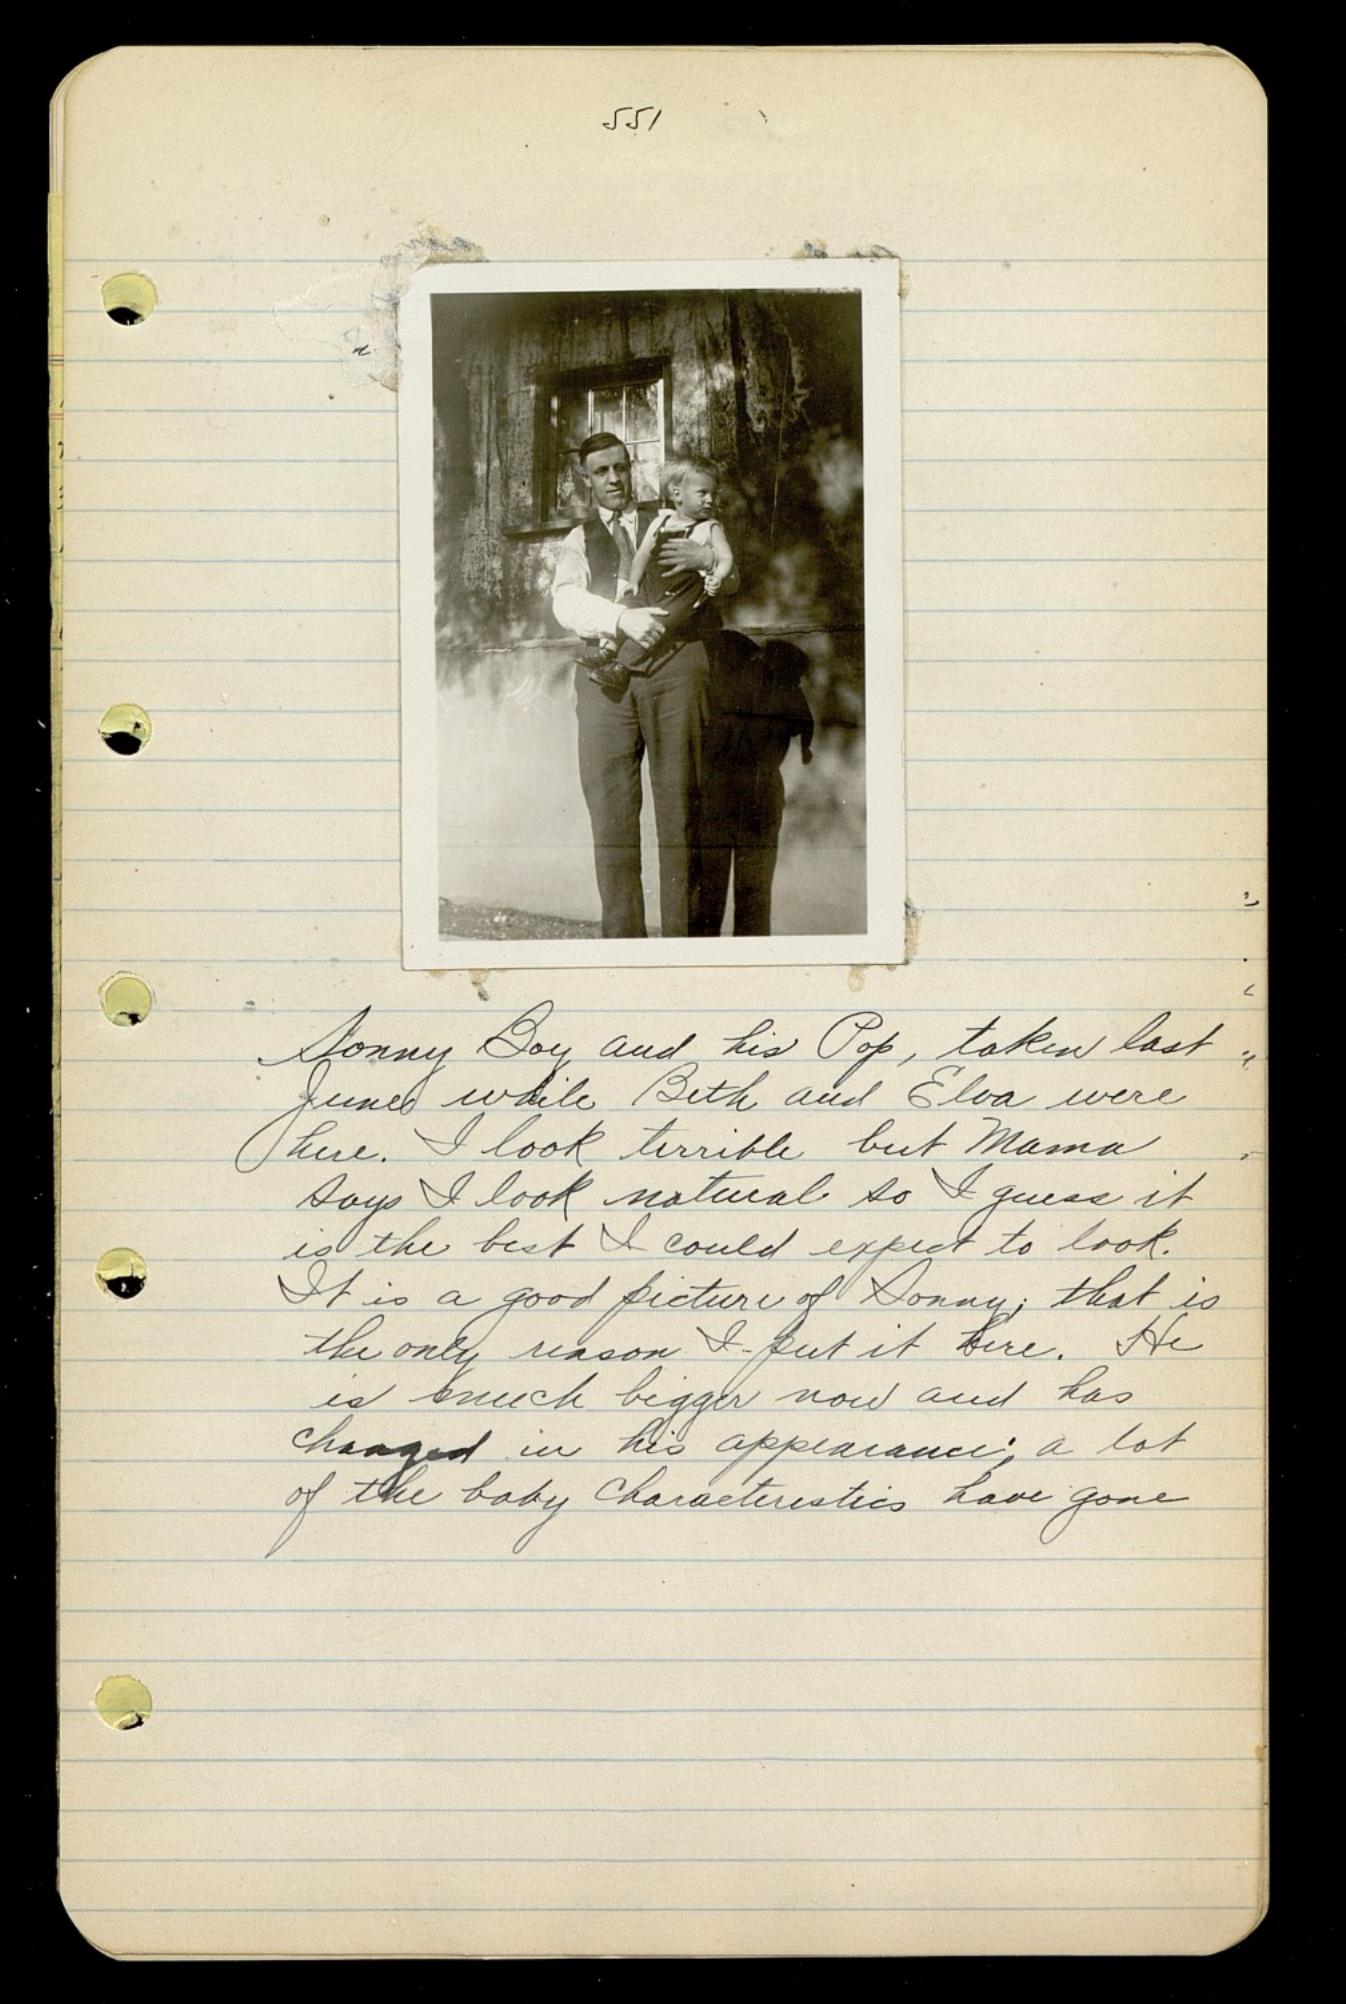 551
Sonny Boy and his Pop, taken last
June while Beth and Elva were
here. I look terrible but Mama
says I look natural so I guess it
is the best I could expect to look.
It is a good picture of Sonny; that is
the only reason I put it here. He
is much bigger now and has
changed in his appearance; a lot
of the baby characteristics have gone